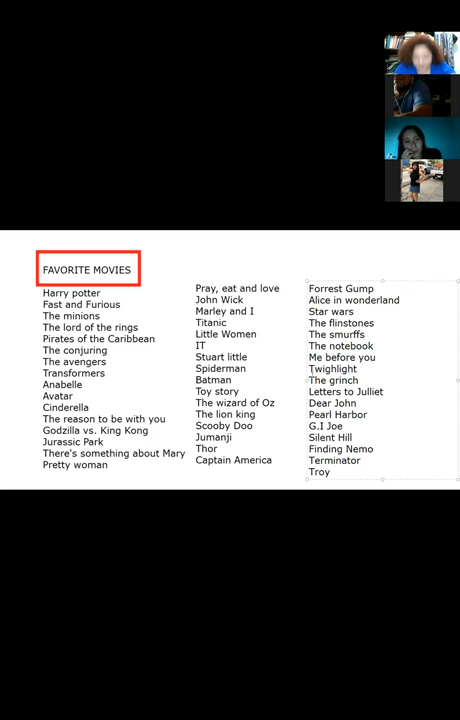 FAVORITE MOVIES
Harry potter
Fast and Furious
The minions
The lord of the rings
Pirates of the Caribbean
The conjuring
The avengers
Transformers
Anabelle
Avatar
Cinderella
The reason to be with you
Godzilla vs. King Kong
Jurassic Park
There's something about Mary
Pretty woman
Pray, eat and love
John Wick
Marley and I
Titanic
Little Women
IT
Stuart little
Spiderman
Batman
Toy story
The wizard of Oz
The lion king
Scooby Doo
Jumanji
Thor
Captain America
Forrest Gump
Alice in wonderland
Star wars
The flinstones
The smurffs
The notebook
Me before you
Twighlight
The grinch
Letters to Julliet
Dear John
Pearl Harbor
G.I Joe
Silent Hill
Finding Nemo
Terminator
Troy